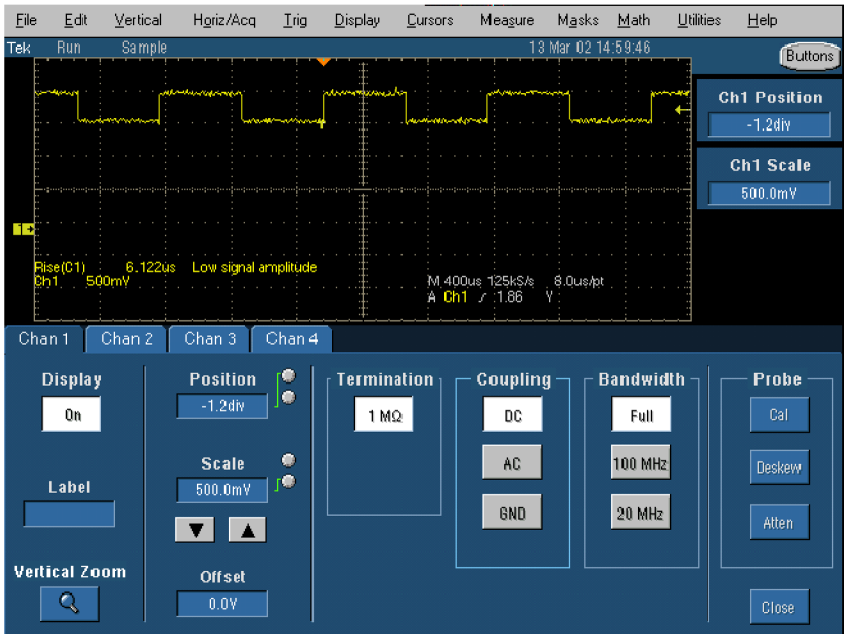 File Edit Vertical Horiz/Acq Trig Display Cursors Measure Masks Math Utilities Help
Tek Run Sample 13 Mar 02 14:59:46
Buttons
Ch1 Position
-1.2div
Ch1 Scale
500.0mV
1
Rise(C1) 6.122us Low signal amplitude
Ch1 500mV
M 400us 125kS/s 8.0us/pt
A Ch1 / 1.86 V
Chan 1 Chan 2 Chan 3 Chan 4
Display
On
Label
Vertical Zoom
Position
-1.2div
Scale
500.0mV
▼ ▲
Offset
0.0V
Termination
1 MΩ
Coupling
DC
AC
GND
Bandwidth
Full
100 MHz
20 MHz
Probe
Cal
Deskew
Atten
Close